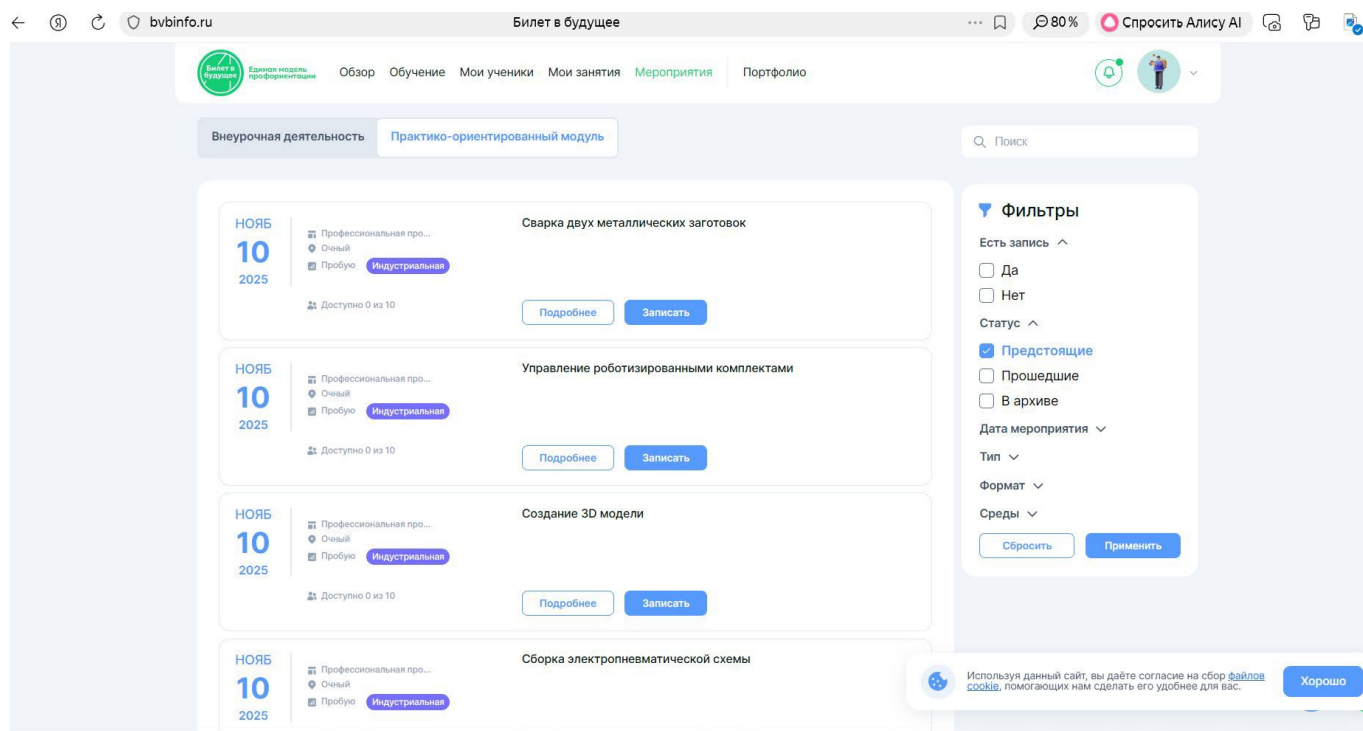 bvbinfo.ru
Билет в будущее
80 %
Спросить Алису AI
Билет в будущее
Единая модель профориентации
Обзор Обучение Мои ученики Мои занятия Мероприятия Портфолио
Внеурочная деятельность Практико-ориентированный модуль
Поиск
НОЯБ
10
2025
Профессиональная про...
Очный
Пробую Индустриальная
Доступно 0 из 10
Сварка двух металлических заготовок
Подробнее Записать
НОЯБ
10
2025
Профессиональная про...
Очный
Пробую Индустриальная
Доступно 0 из 10
Управление роботизированными комплектами
Подробнее Записать
НОЯБ
10
2025
Профессиональная про...
Очный
Пробую Индустриальная
Доступно 0 из 10
Создание 3D модели
Подробнее Записать
НОЯБ
10
2025
Профессиональная про...
Очный
Пробую Индустриальная
Сборка электропневматической схемы
Фильтры
Есть запись
Да
Нет
Статус
Предстоящие
Прошедшие
В архиве
Дата мероприятия
Тип
Формат
Среды
Сбросить Применить
Используя данный сайт, вы даёте согласие на сбор файлов
cookie, помогающих нам сделать его удобнее для вас.
Хорошо